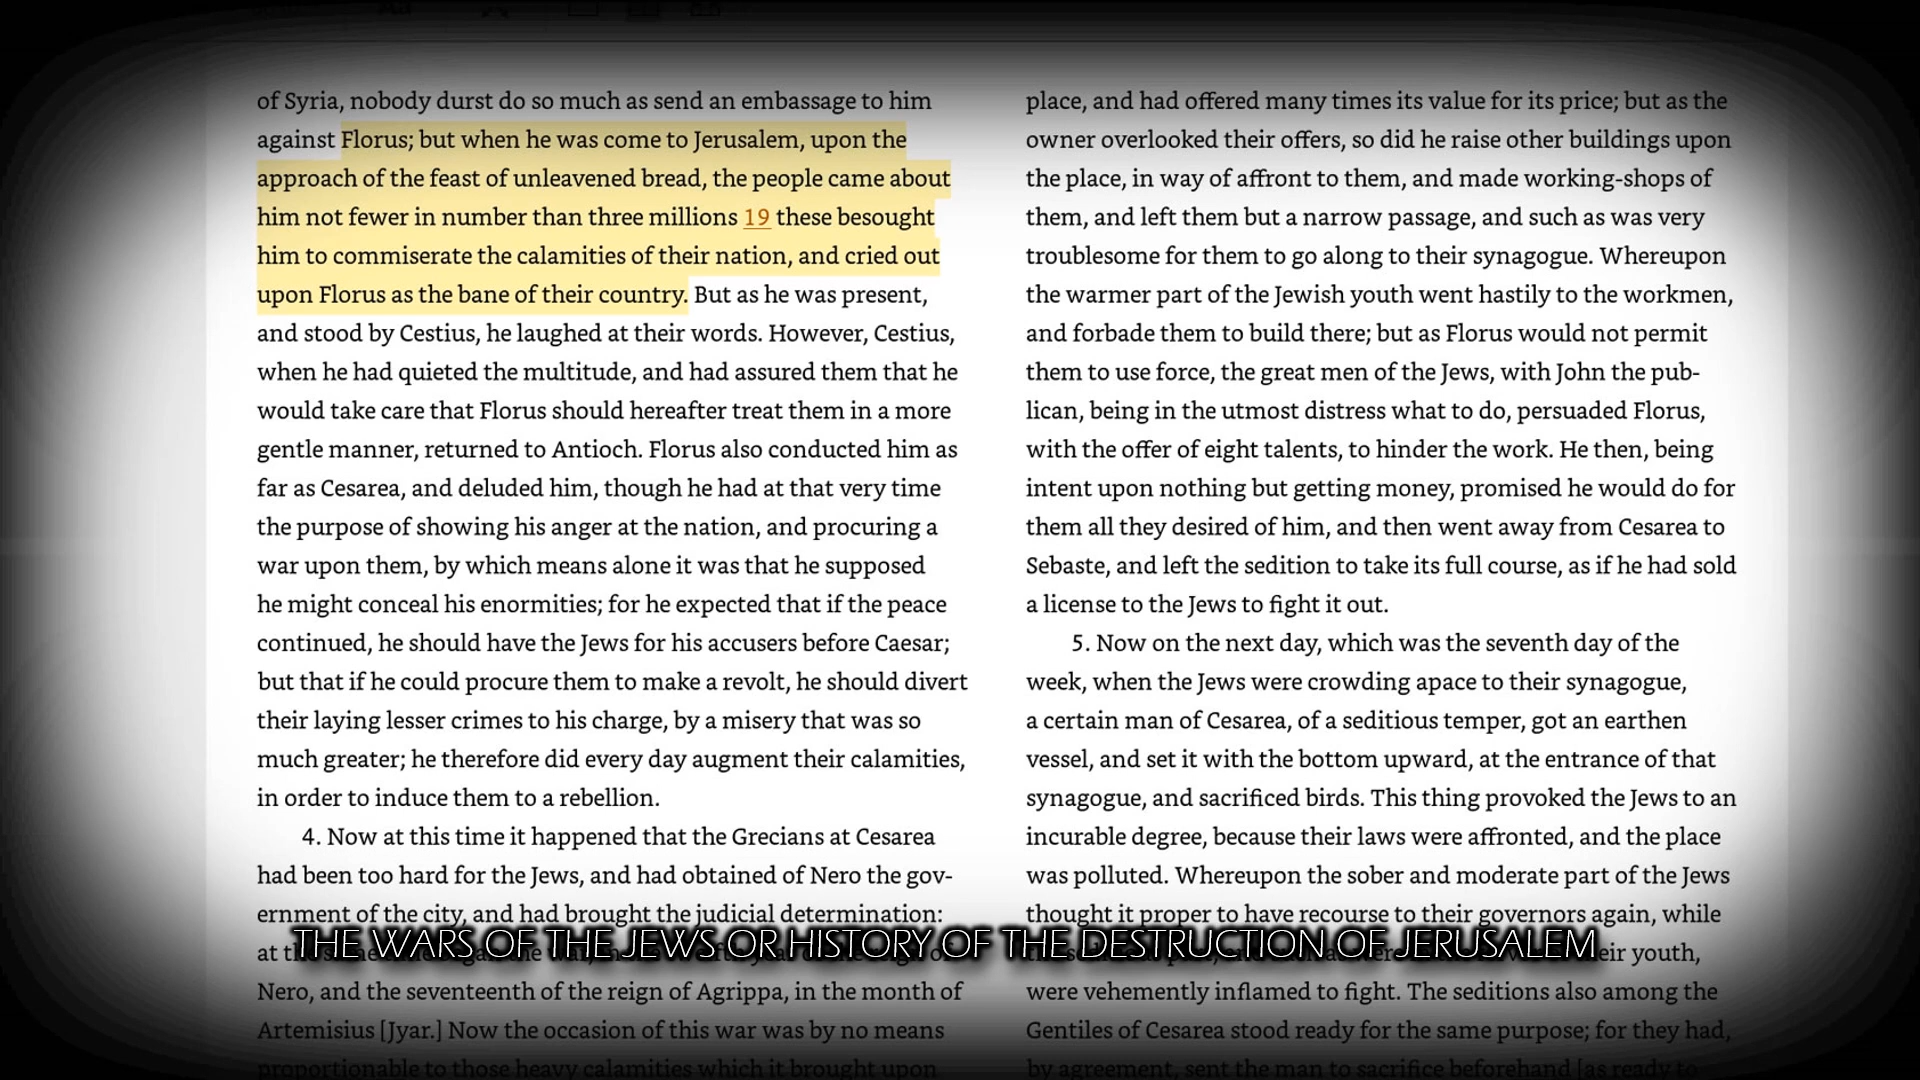 of Syria, nobody durst do so much as send an embassage to him
against Florus; but when he was come to Jerusalem, upon the
approach of the feast of unleavened bread, the people came about
him not fewer in number than three millions 19 these besought
him to commiserate the calamities of their nation, and cried out
upon Florus as the bane of their country. But as he was present,
and stood by Cestius, he laughed at their words. However, Cestius,
when he had quieted the multitude, and had assured them that he
would take care that Florus should hereafter treat them in a more
gentle manner, returned to Antioch. Florus also conducted him as
far as Cesarea, and deluded him, though he had at that very time
the purpose of showing his anger at the nation, and procuring a
war upon them, by which means alone it was that he supposed
he might conceal his enormities; for he expected that if the peace
continued, he should have the Jews for his accusers before Caesar;
but that if he could procure them to make a revolt, he should divert
their laying lesser crimes to his charge, by a misery that was so
much greater; he therefore did every day augment their calamities,
in order to induce them to a rebellion.
4. Now at this time it happened that the Grecians at Cesarea
had been too hard for the Jews, and had obtained of Nero the gov-
ernment of the city, and had brought the judicial determination:
at
Nero, and the seventeenth of the reign of Agrippa, in the month of
Artemisius [Jyar.] Now the occasion of this war was by no means
proportionable to those heavy calamities which it brought upon
place, and had offered many times its value for its price; but as the
owner overlooked their offers, so did he raise other buildings upon
the place, in way of affront to them, and made working-shops of
them, and left them but a narrow passage, and such as was very
troublesome for them to go along to their synagogue. Whereupon
the warmer part of the Jewish youth went hastily to the workmen,
and forbade them to build there; but as Florus would not permit
them to use force, the great men of the Jews, with John the pub-
lican, being in the utmost distress what to do, persuaded Florus,
with the offer of eight talents, to hinder the work. He then, being
intent upon nothing but getting money, promised he would do for
them all they desired of him, and then went away from Cesarea to
Sebaste, and left the sedition to take its full course, as if he had sold
a license to the Jews to fight it out.
5. Now on the next day, which was the seventh day of the
week, when the Jews were crowding apace to their synagogue,
a certain man of Cesarea, of a seditious temper, got an earthen
vessel, and set it with the bottom upward, at the entrance of that
synagogue, and sacrificed birds. This thing provoked the Jews to an
incurable degree, because their laws were affronted, and the place
was polluted. Whereupon the sober and moderate part of the Jews
thought it proper to have recourse to their governors again, while
youth,
were vehemently inflamed to fight. The seditions also among the
Gentiles of Cesarea stood ready for the same purpose; for they had,
by agreement, sent the man to sacrifice beforehand [as ready to
THE WARS OF THE JEWS OR HISTORY OF THE DESTRUCTION OF JERUSALEM